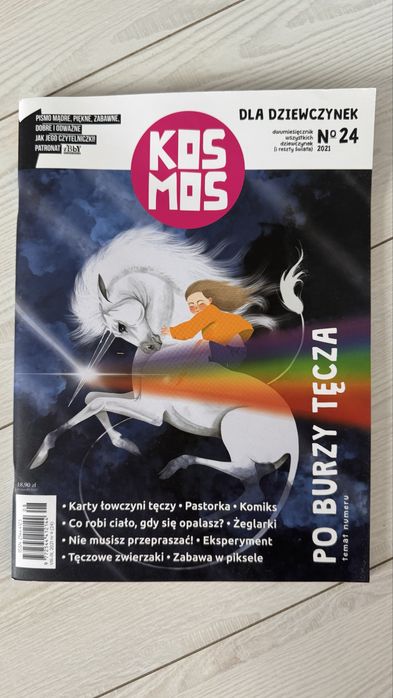 PISMO MĄDRE, PIĘKNE, ZABAWNE,
DOBRE I ODWAŻNE
JAK JEGO CZYTELNICZKI!
PATRONAT
KOS
MOS
DLA DZIEWCZYNEK
dwumiesięcznik
wszystkich
dziewczynek
(i reszty świata)
Nº 24
2021
PO BURZY TĘCZA
temat numeru
18,90 zł
• Karty łowczyni tęczy • Pastorka • Komiks
• Co robi ciało, gdy się opalasz? • Żeglarki
• Nie musisz przepraszać! • Eksperyment
• Tęczowe zwierzaki • Zabawa w piksele